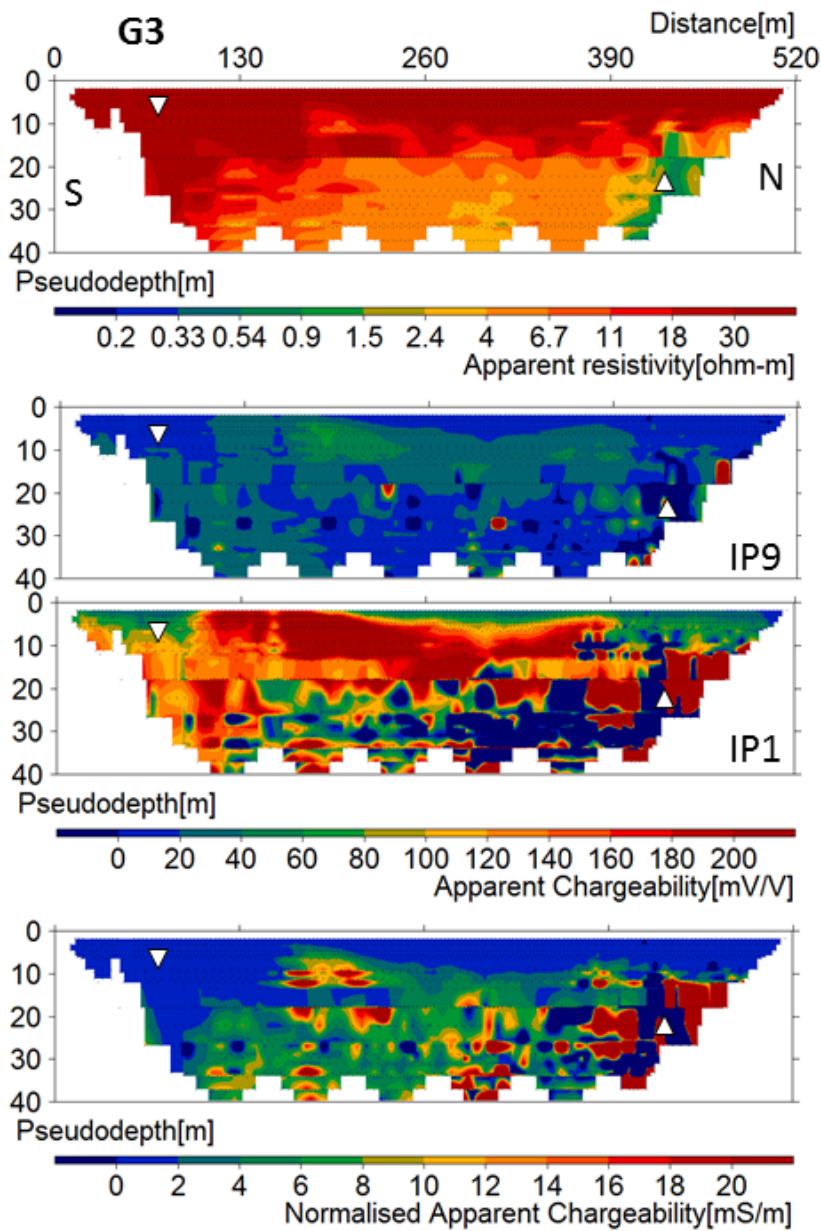 G3 Distance[m]
0 130 260 390 520
0
10
20
30
40
S N
Pseudodepth[m]
0.2 0.33 0.54 0.9 1.5 2.4 4 6.7 11 18 30
Apparent resistivity[ohm-m]
0
10
20
30
40
IP9
0
10
20
30
40
IP1
Pseudodepth[m]
0 20 40 60 80 100 120 140 160 180 200
Apparent Chargeability[mV/V]
0
10
20
30
40
Pseudodepth[m]
0 2 4 6 8 10 12 14 16 18 20
Normalised Apparent Chargeability[mS/m]